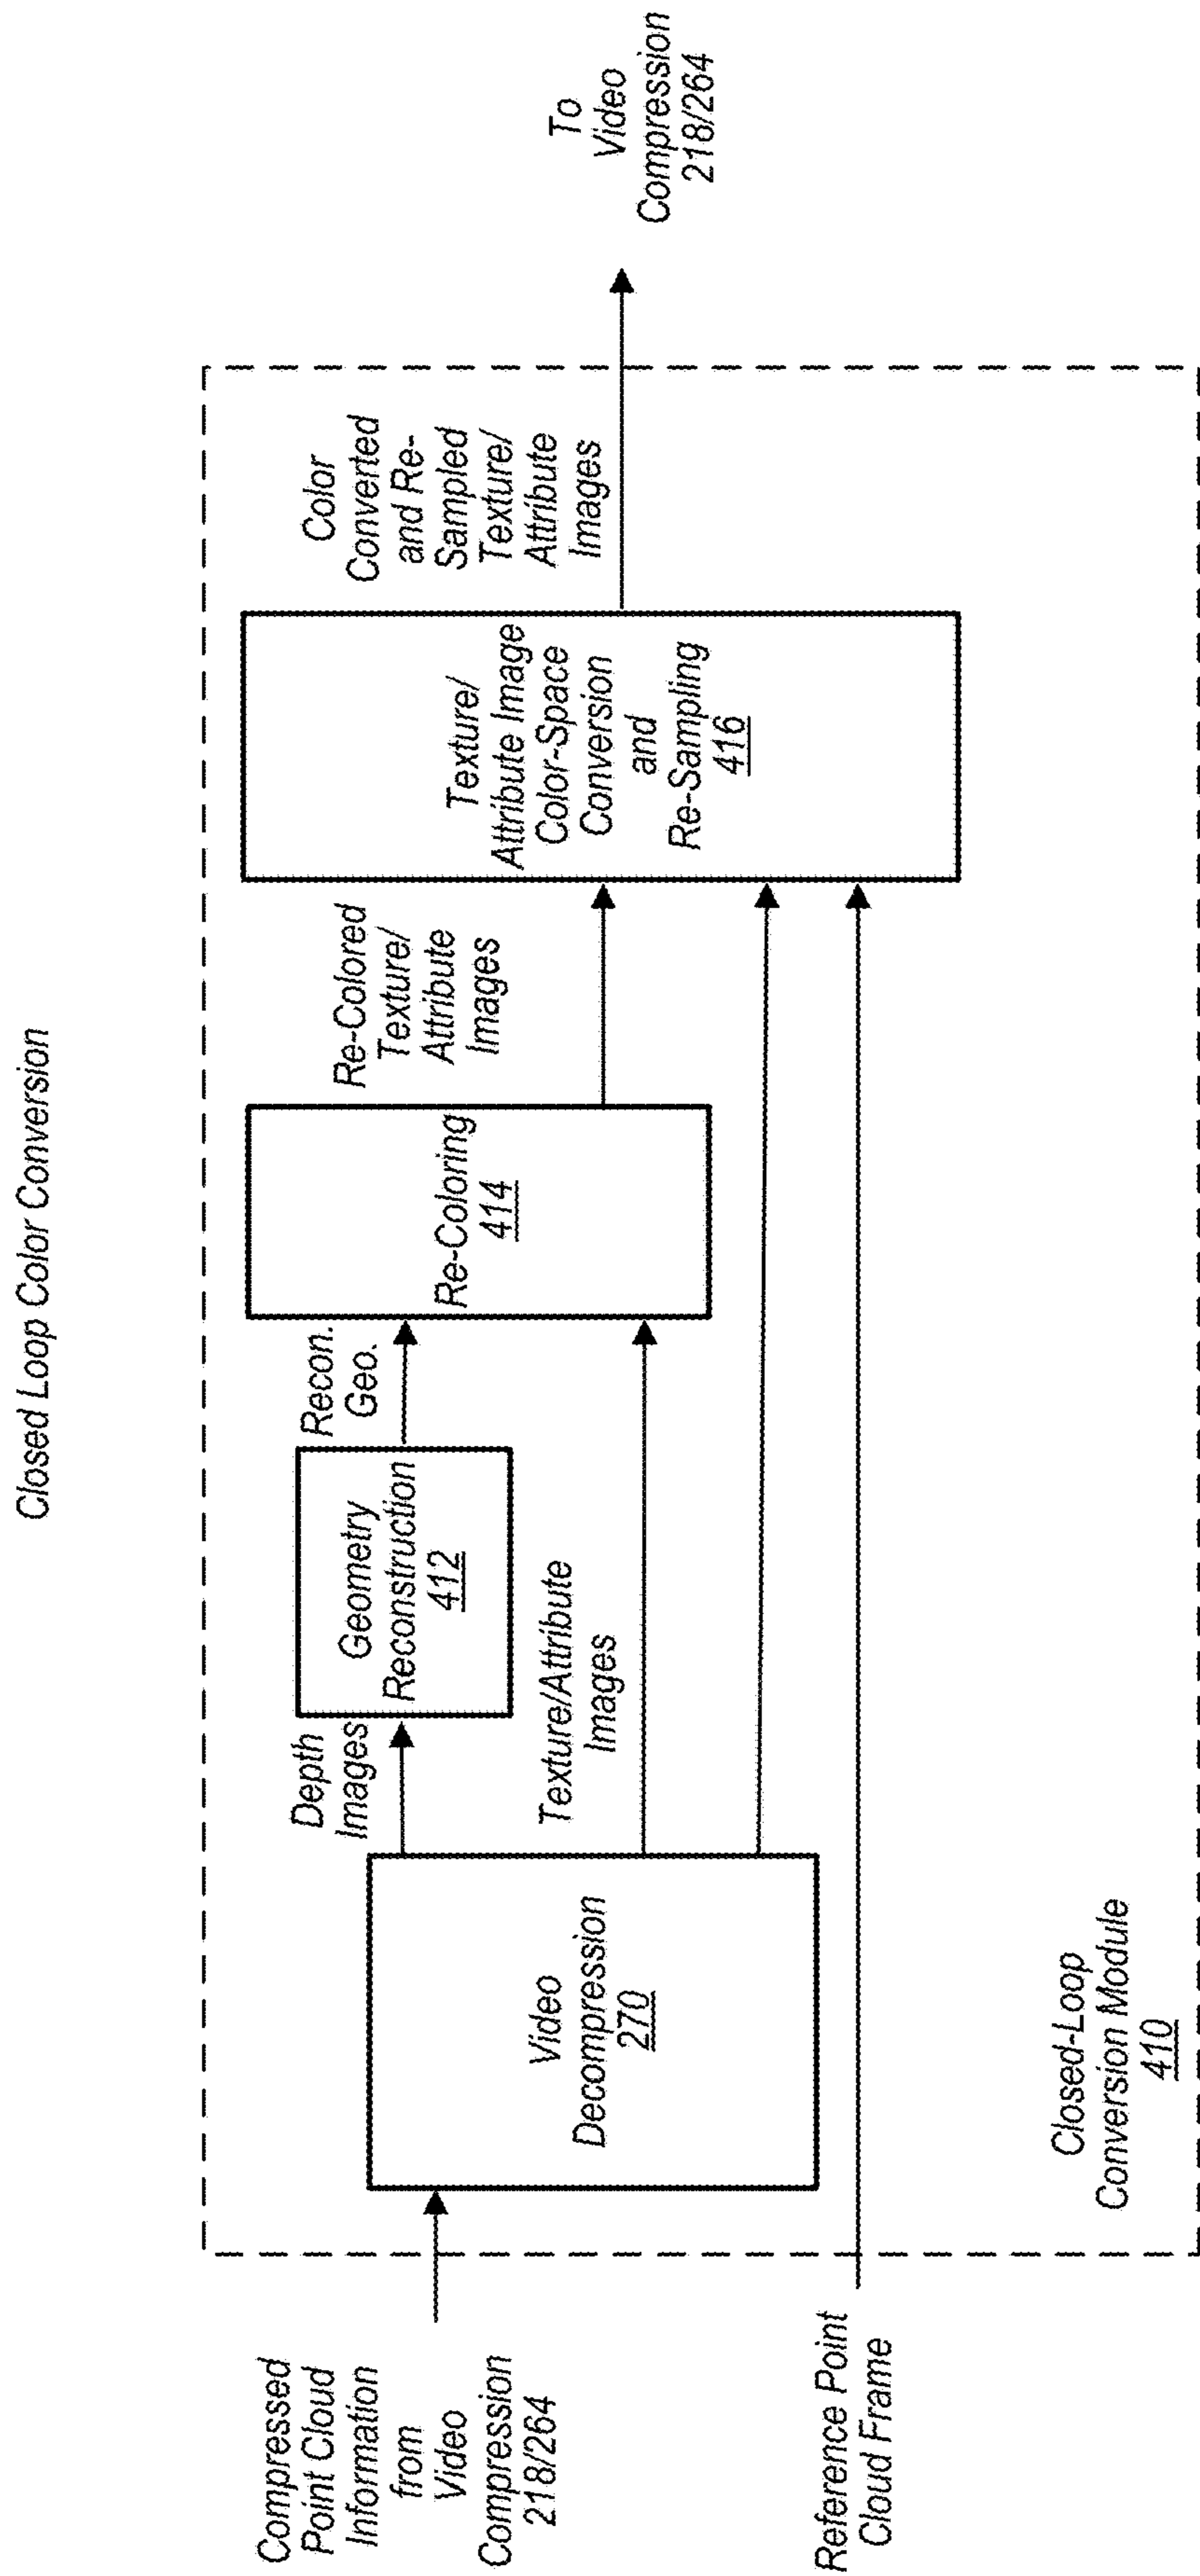 Closed Loop Color Conversion
Compressed
Point Cloud
Information
from
Video
Compression
218/264
Reference Point
Cloud Frame
Video
Decompression
270
Depth
Images
Texture/Attribute
Images
Geometry
Reconstruction
412
Recon.
Geo.
Re-Coloring
414
Re-Colored
Texture/
Attribute
Images
Texture/
Attribute Image
Color-Space
Conversion
and
Re-Sampling
416
Color
Converted
and Re-
Sampled
Texture/
Attribute
Images
To
Video
Compression
218/264
Closed-Loop
Conversion Module
410